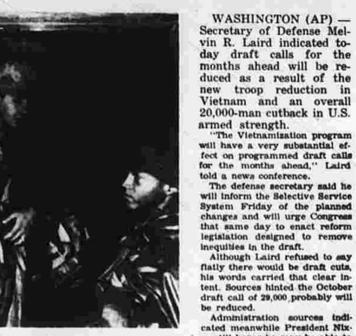 WASHINGTON (AP) —
Secretary of Defense Mel-
vin R. Laird indicated to-
day draft calls for the
months ahead will be re-
duced as a result of the
new troop reduction in
Vietnam and an overall
20,000-man cutback in U.S.
armed strength.
"The Vietnamization program
will have a very substantial ef-
fect on programmed draft calls
for the months ahead," Laird
told a news conference.
The defense secretary said he
will inform the Selective Service
System Friday of the planned
changes and will urge Congress
that same day to enact reform
legislation designed to remove
inequities in the draft.
Although Laird refused to say
flatly there would be draft cuts,
his words carried that clear in-
tent. Sources hinted the October
draft call of 29,000 probably will
be reduced.
Administration sources indi-
cated meanwhile President Nix-